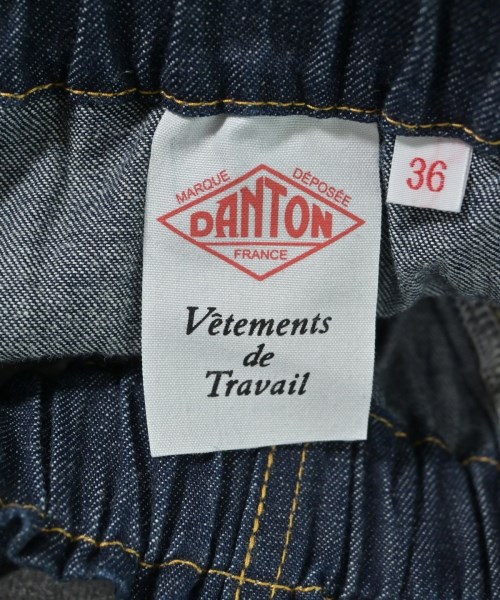 MARQUE DÉPOSÉE
DANTON
FRANCE
Vêtements
de
Travail
36